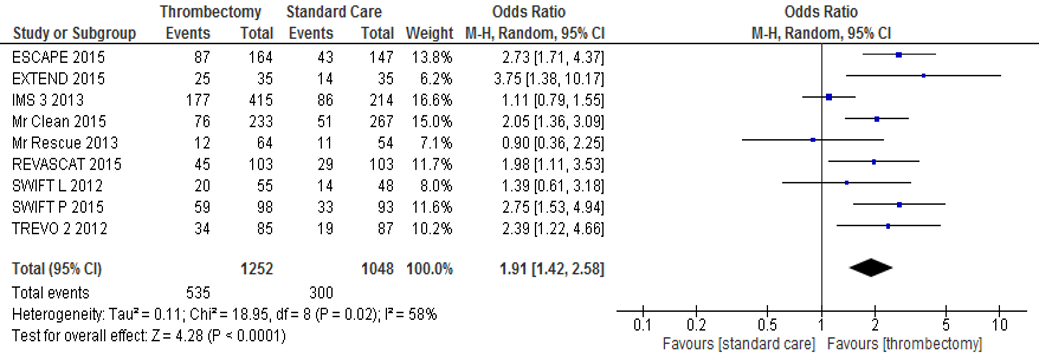 Thrombectomy Standard Care Odds Ratio Odds Ratio
Study or Subgroup Events Total Events Total Weight M-H, Random, 95% CI M-H, Random, 95% CI
ESCAPE 2015 87 164 43 147 13.8% 2.73 [1.71, 4.37]
EXTEND 2015 25 35 14 35 6.2% 3.75 [1.38, 10.17]
IMS 3 2013 177 415 86 214 16.6% 1.11 [0.79, 1.55]
Mr Clean 2015 76 233 51 267 15.0% 2.05 [1.36, 3.09]
Mr Rescue 2013 12 64 11 54 7.1% 0.90 [0.36, 2.25]
REVASCAT 2015 45 103 29 103 11.7% 1.98 [1.11, 3.53]
SWIFT L 2012 20 55 14 48 8.0% 1.39 [0.61, 3.18]
SWIFT P 2015 59 98 33 93 11.6% 2.75 [1.53, 4.94]
TREVO 2 2012 34 85 19 87 10.2% 2.39 [1.22, 4.66]
Total (95% CI) 1252 1048 100.0% 1.91 [1.42, 2.58]
Total events 535 300
Heterogeneity: Tau² = 0.11; Chi² = 18.95, df = 8 (P = 0.02); I² = 58%
Test for overall effect: Z = 4.28 (P < 0.0001)
0.1 0.2 0.5 1 2 5 10
Favours [standard care] Favours [thrombectomy]